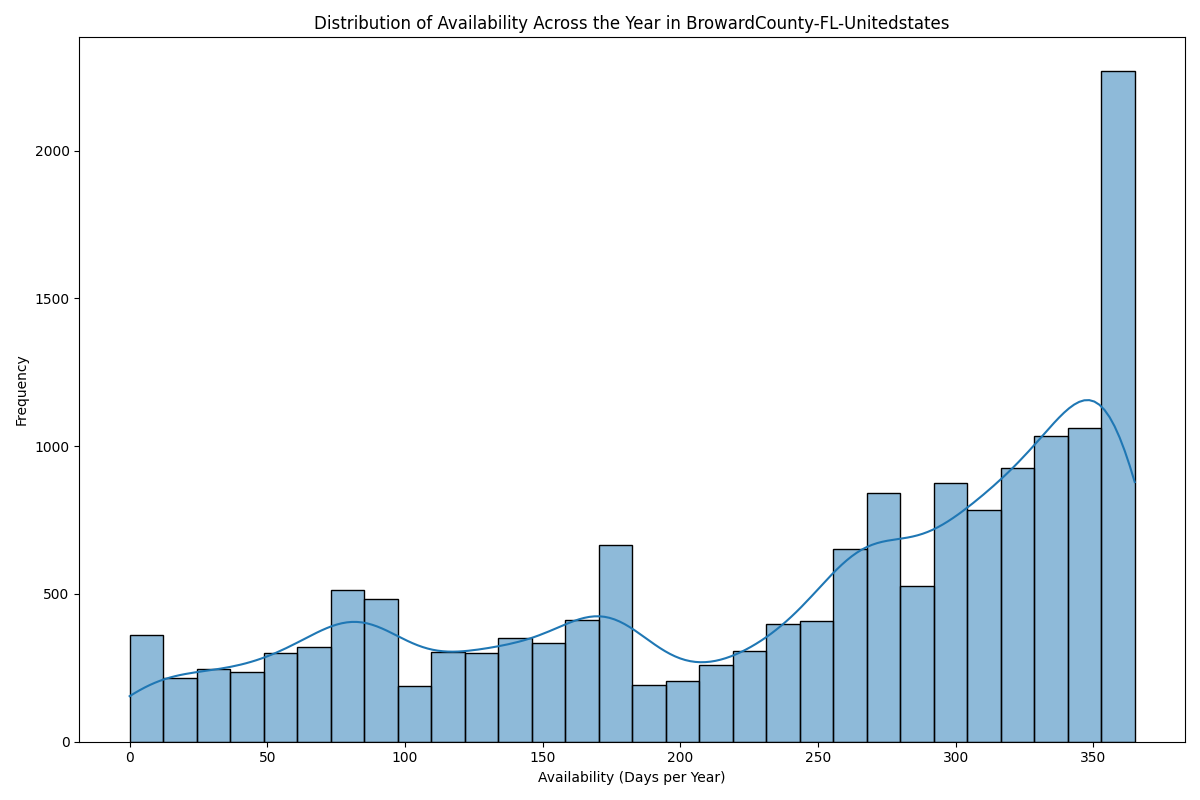 Distribution of Availability Across the Year in BrowardCounty-FL-Unitedstates
2000
1500
1000
500
0
Frequency
0 50 100 150 200 250 300 350
Availability (Days per Year)